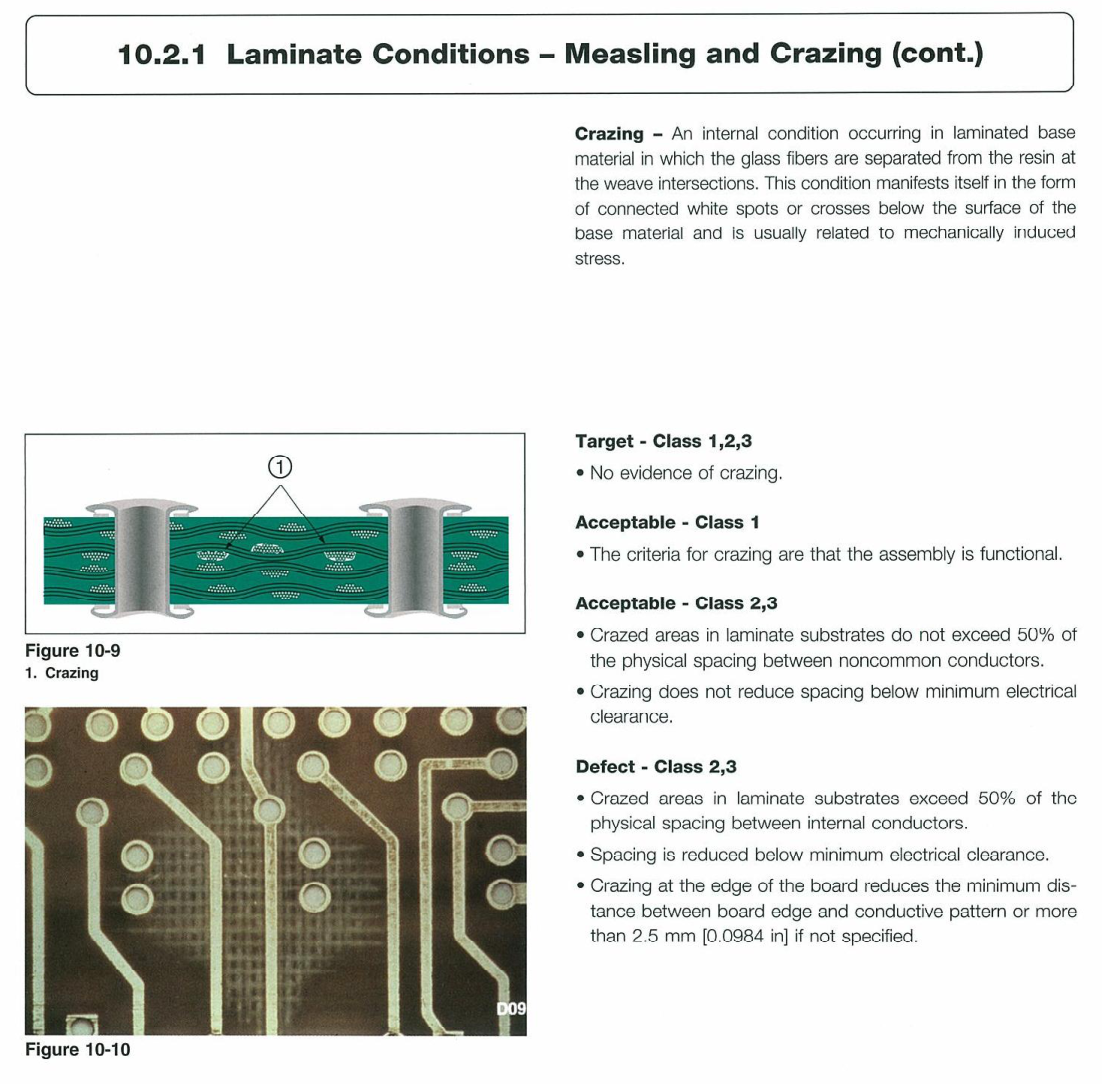 10.2.1 Laminate Conditions – Measling and Crazing (cont.)
Crazing – An internal condition occurring in laminated base
material in which the glass fibers are separated from the resin at
the weave intersections. This condition manifests itself in the form
of connected white spots or crosses below the surface of the
base material and is usually related to mechanically induced
stress.
1
Figure 10-9
1. Crazing
D09
Figure 10-10
Target - Class 1,2,3
• No evidence of crazing.
Acceptable - Class 1
• The criteria for crazing are that the assembly is functional.
Acceptable - Class 2,3
• Crazed areas in laminate substrates do not exceed 50% of
the physical spacing between noncommon conductors.
• Crazing does not reduce spacing below minimum electrical
clearance.
Defect - Class 2,3
• Crazed areas in laminate substrates exceed 50% of the
physical spacing between internal conductors.
• Spacing is reduced below minimum electrical clearance.
• Crazing at the edge of the board reduces the minimum dis-
tance between board edge and conductive pattern or more
than 2.5 mm [0.0984 in] if not specified.